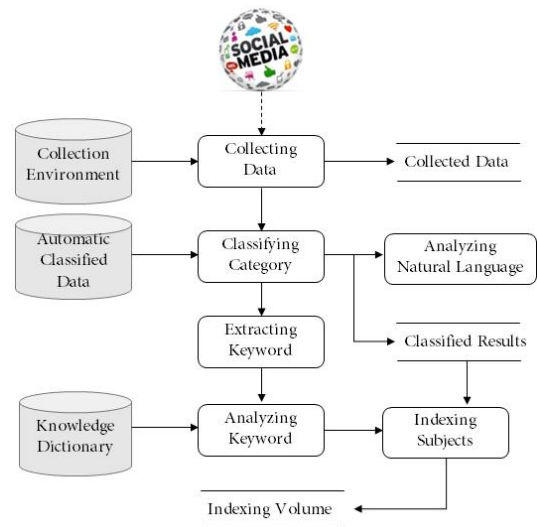 SOCIAL
MEDIA
Collection
Environment
Collecting
Data
Collected Data
Automatic
Classified
Data
Classifying
Category
Analyzing
Natural Language
Extracting
Keyword
Classified Results
Knowledge
Dictionary
Analyzing
Keyword
Indexing
Subjects
Indexing Volume